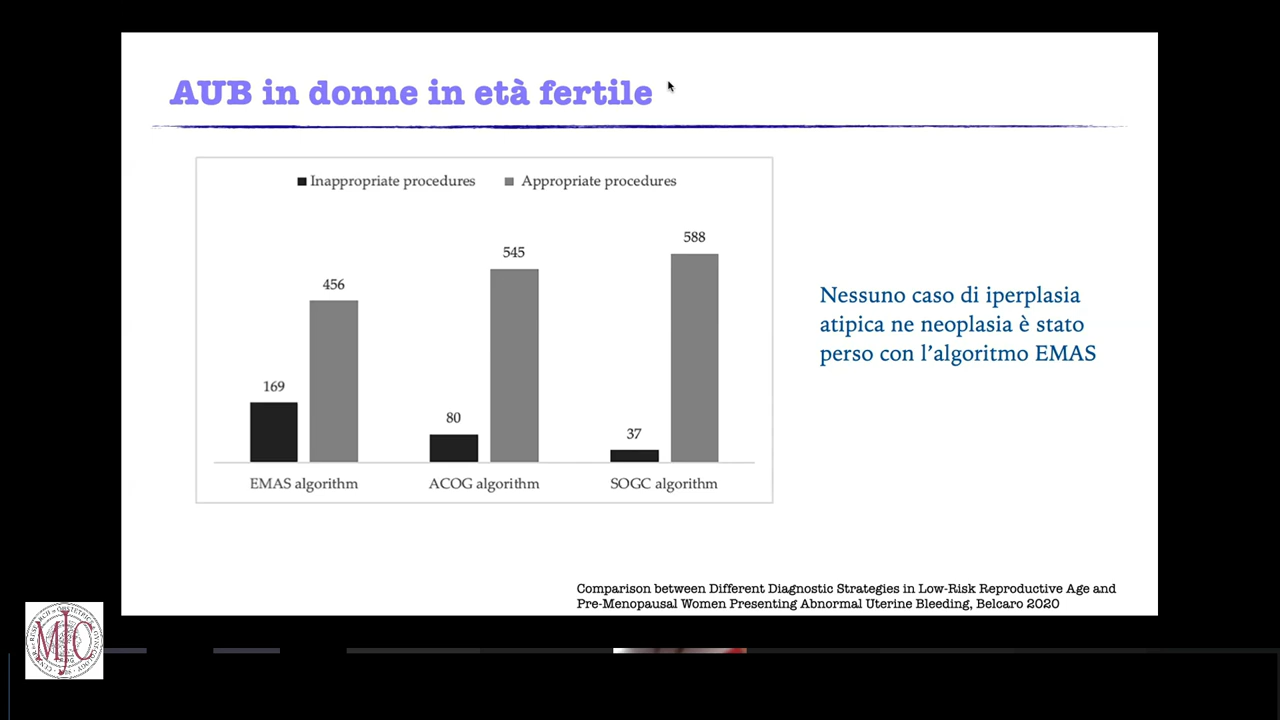 AUB in donne in età fertile
Inappropriate procedures
Appropriate procedures
588
545
456
169
80
37
EMAS algorithm
ACOG algorithm
SOGC algorithm
Nessuno caso di iperplasia
atipica ne neoplasia è stato
perso con l’algoritmo EMAS
Comparison between Different Diagnostic Strategies in Low-Risk Reproductive Age and
Pre-Menopausal Women Presenting Abnormal Uterine Bleeding, Belcaro 2020
MJC